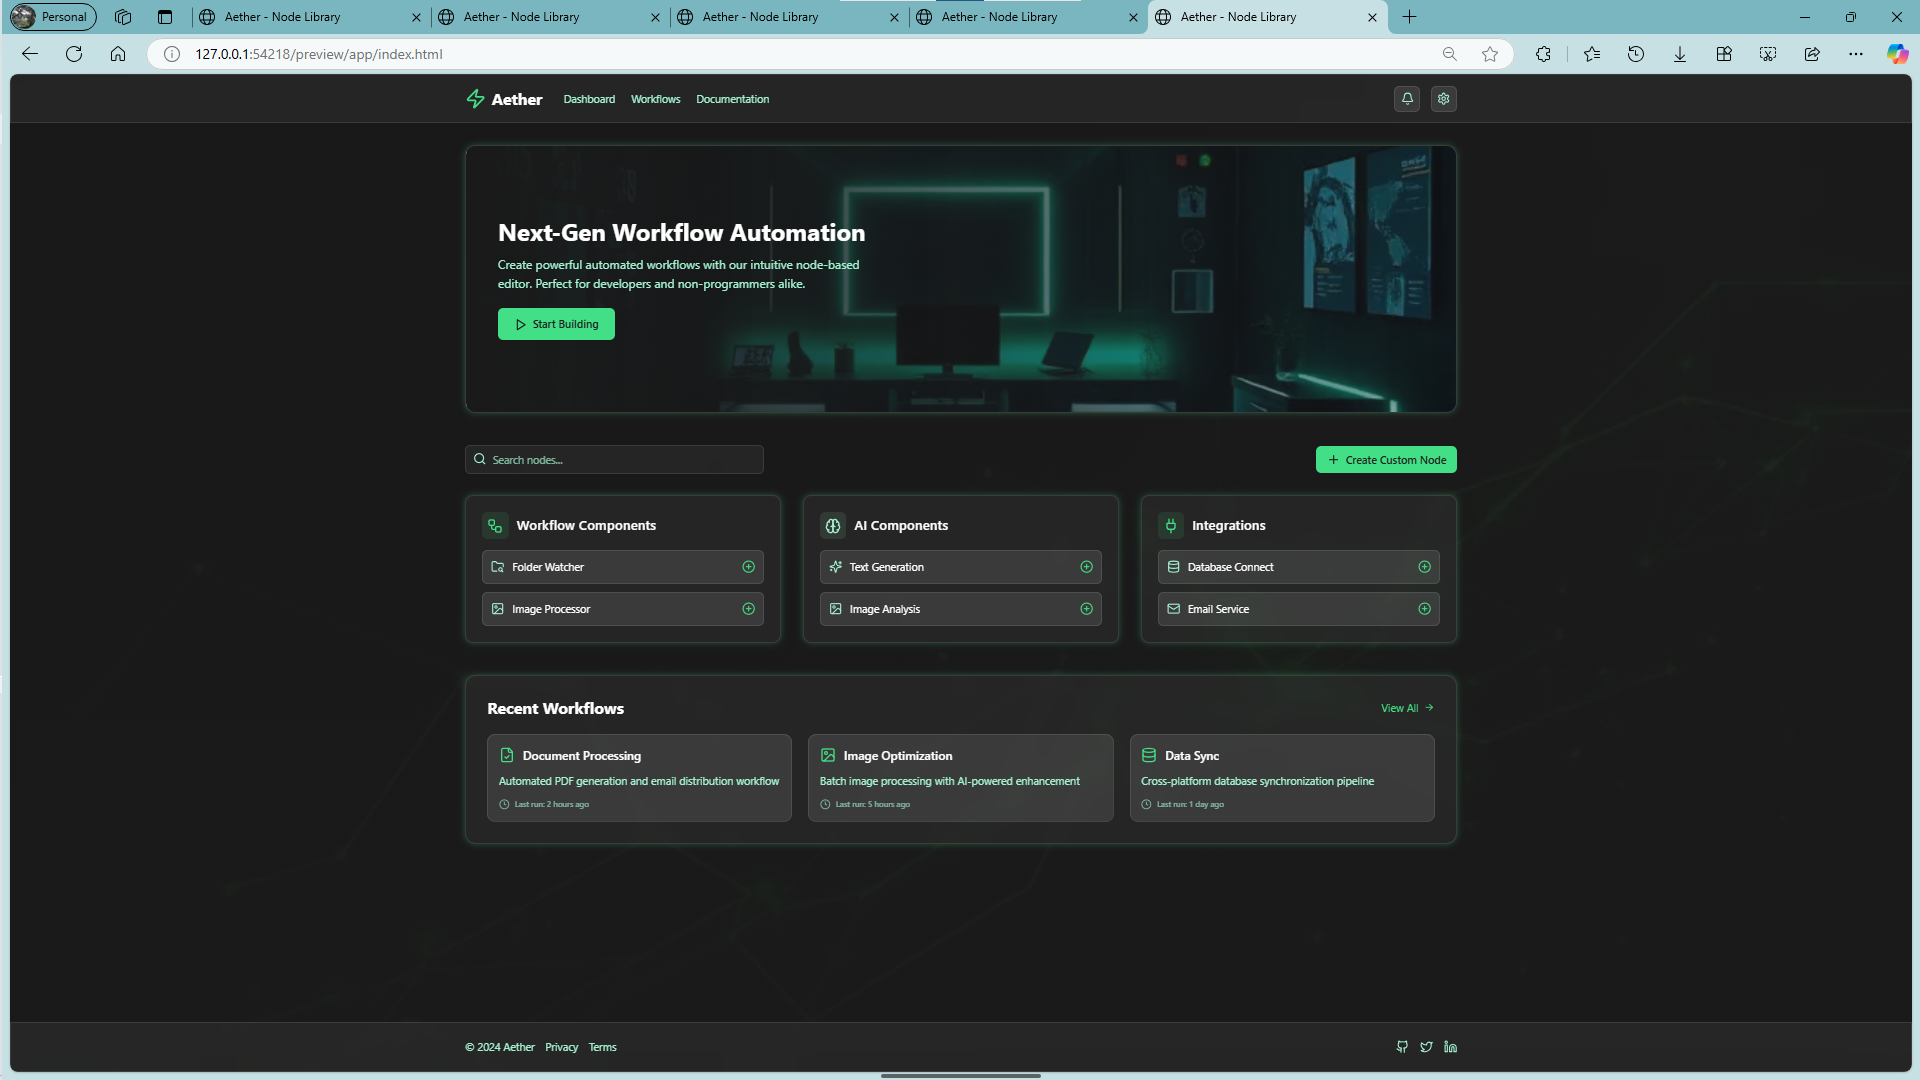 Personal
Aether - Node Library
Aether - Node Library
Aether - Node Library
Aether - Node Library
Aether - Node Library
127.0.0.1:54218/preview/app/index.html
Aether
Dashboard
Workflows
Documentation
Next-Gen Workflow Automation
Create powerful automated workflows with our intuitive node-based
editor. Perfect for developers and non-programmers alike.
Start Building
Search nodes...
Create Custom Node
Workflow Components
Folder Watcher
Image Processor
AI Components
Text Generation
Image Analysis
Integrations
Database Connect
Email Service
Recent Workflows
View All
Document Processing
Automated PDF generation and email distribution workflow
Last run: 2 hours ago
Image Optimization
Batch image processing with AI-powered enhancement
Last run: 5 hours ago
Data Sync
Cross-platform database synchronization pipeline
Last run: 1 day ago
© 2024 Aether
Privacy
Terms